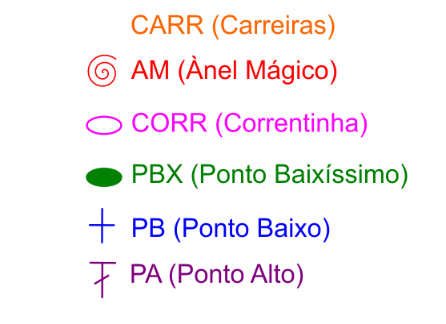 CARR (Carreiras)
AM (Ànel Mágico)
CORR (Correntinha)
PBX (Ponto Baixíssimo)
PB (Ponto Baixo)
PA (Ponto Alto)